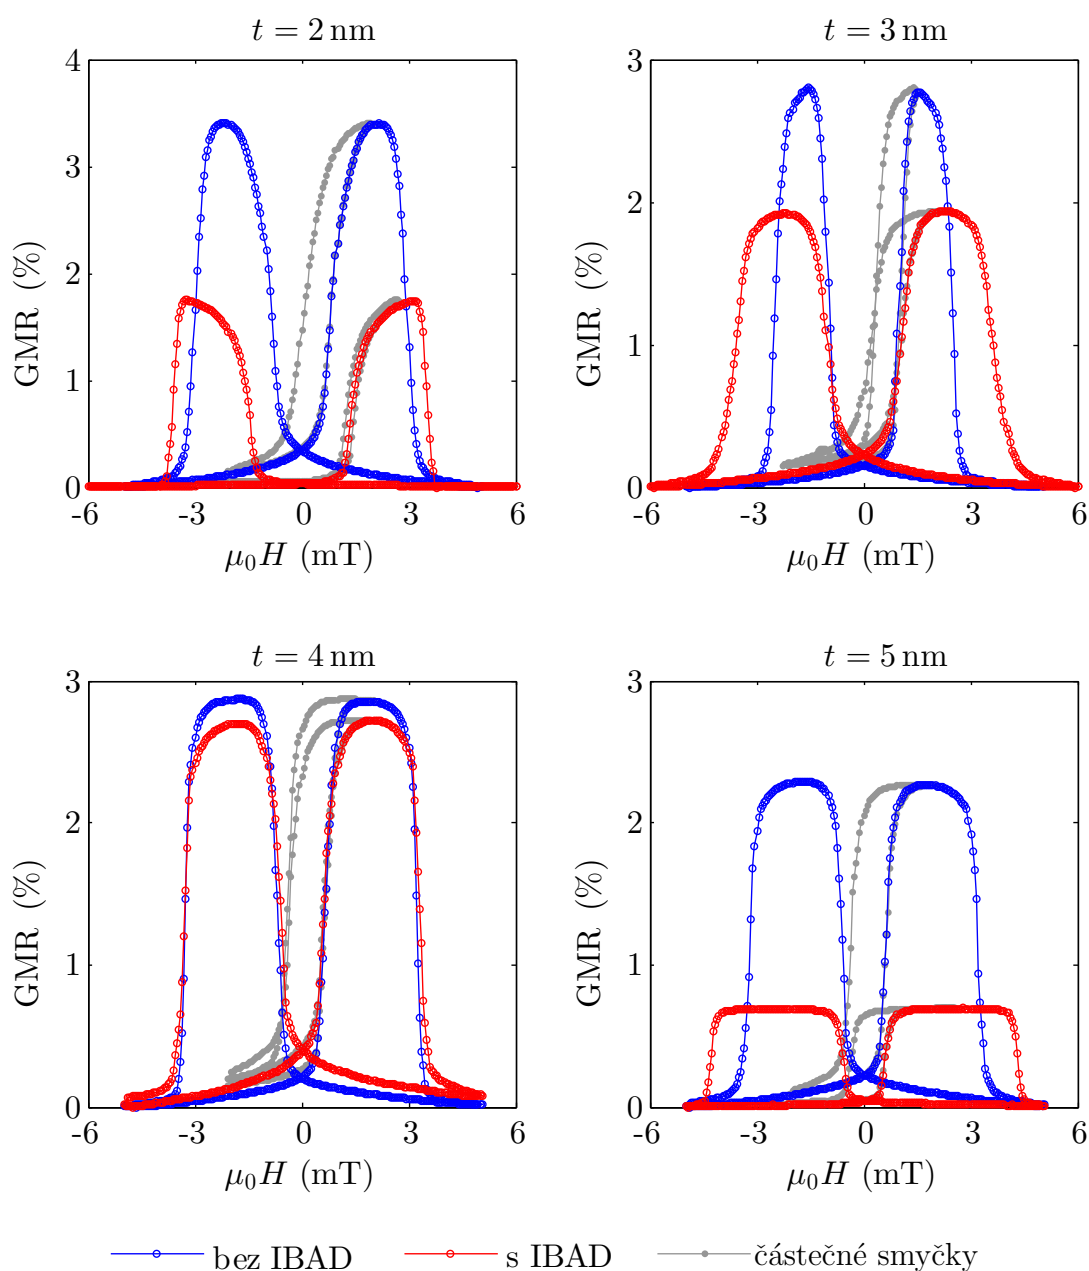 t = 2 nm
4
3
2
1
0
-6
-3
0
3
6
GMR (%)
μ₀H (mT)
t = 3 nm
3
2
1
0
-6
-3
0
3
6
GMR (%)
μ₀H (mT)
t = 4 nm
3
2
1
0
-6
-3
0
3
6
GMR (%)
μ₀H (mT)
t = 5 nm
3
2
1
0
-6
-3
0
3
6
GMR (%)
μ₀H (mT)
bez IBAD
s IBAD
částečné smyčky